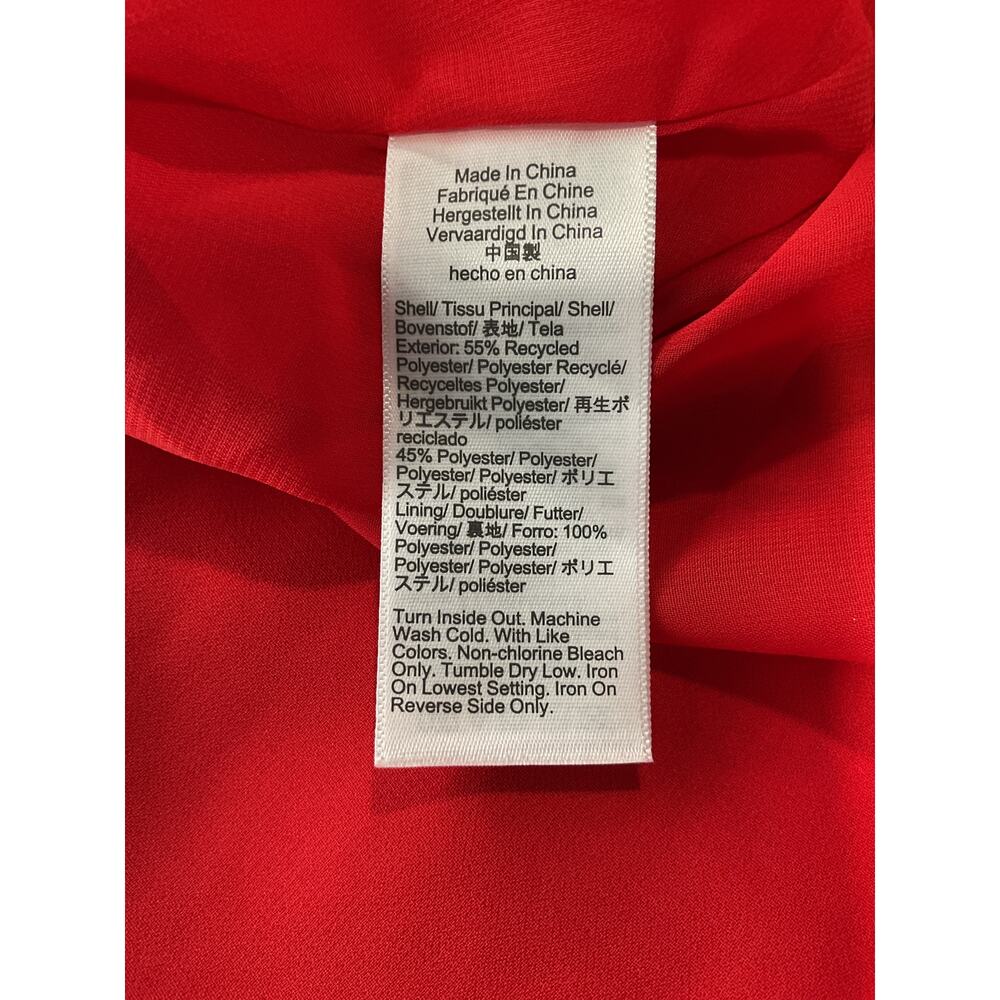 Made In China
Fabriqué En Chine
Hergestellt In China
Vervaardigd In China
中国製
hecho en china
Shell/ Tissu Principal/ Shell/
Bovenstof/ 表地/ Tela
Exterior: 55% Recycled
Polyester/ Polyester Recyclé/
Recyceltes Polyester/
Hergebruikt Polyester/ 再生ポ
リエステル/ poliéster
reciclado
45% Polyester/ Polyester/
Polyester/ Polyester/ ポリエ
ステル/ poliéster
Lining/ Doublure/ Futter/
Voering/ 裏地/ Forro: 100%
Polyester/ Polyester/
Polyester/ Polyester/ ポリエ
ステル/ poliéster
Turn Inside Out. Machine
Wash Cold. With Like
Colors. Non-chlorine Bleach
Only. Tumble Dry Low. Iron
On Lowest Setting. Iron On
Reverse Side Only.